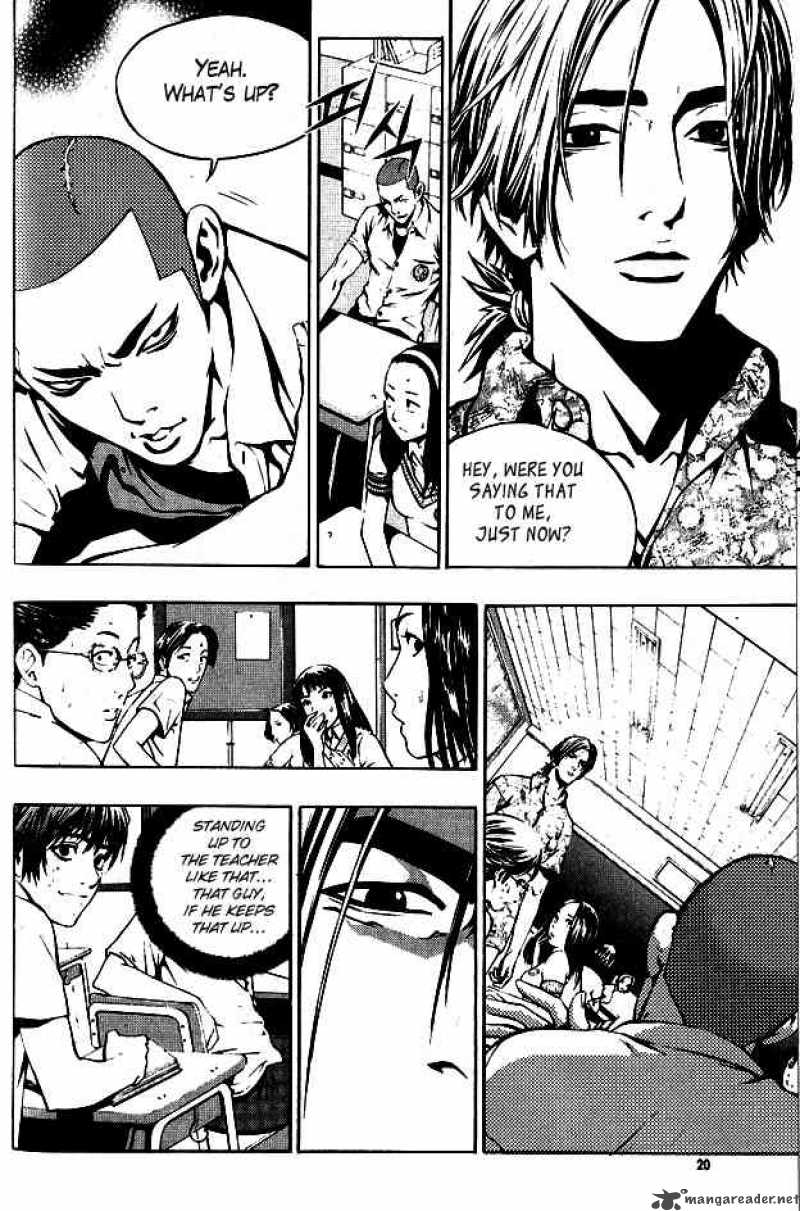 HEY, WERE YOU
SAYING THAT
TO ME,
JUST NOW?
YEAH.
WHAT'S UP?
STANDING
UP TO
THE TEACHER
LIKE THAT...
THAT GUY,
IF HE KEEPS
THAT UP...
20
mangareader.net